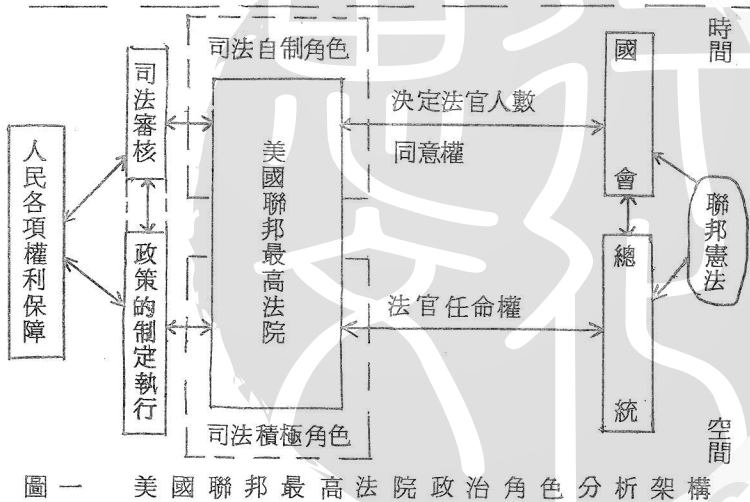 時間
司法自制角色
國會
司法審核
決定法官人數
同意權
美國聯邦最高法院
人民各項權利保障
聯邦憲法
政策的制定執行
總統
法官任命權
司法積極角色
空間
圖一 美國聯邦最高法院政治角色分析架構